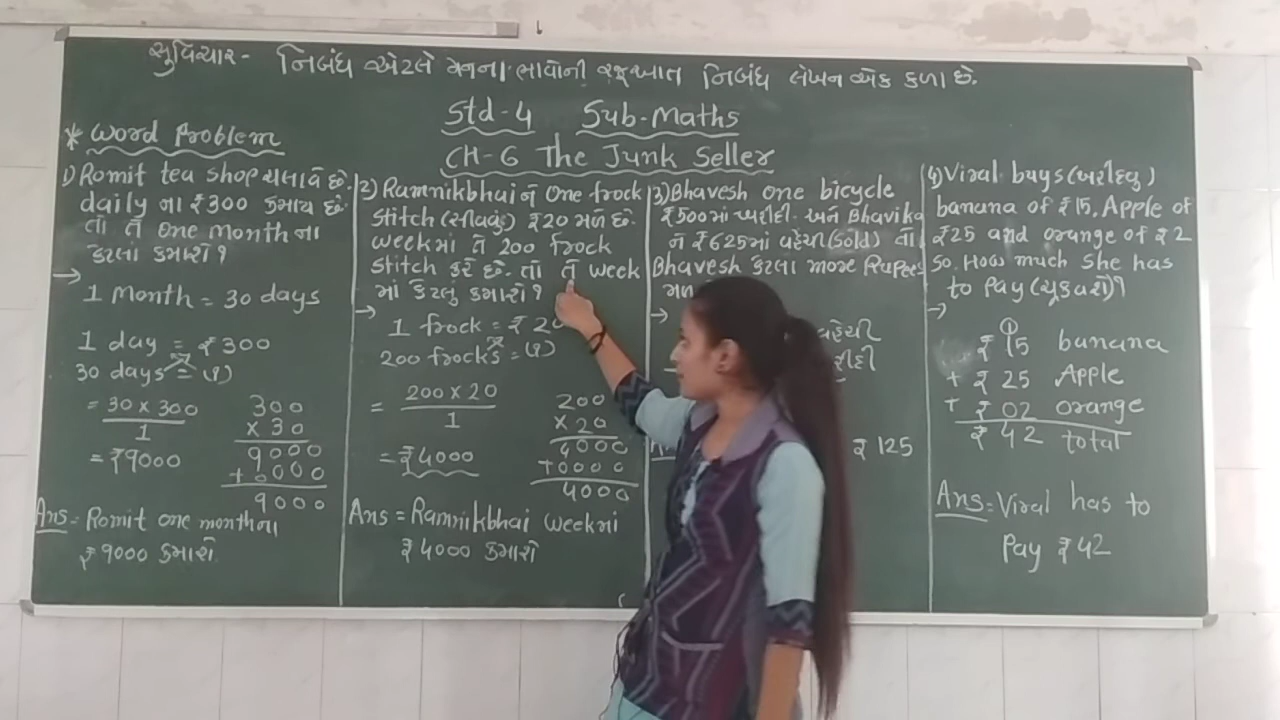 સુવિચાર- નિબંધ એટલે મનના ભાવોની રજૂઆત નિબંધ લેખન એક કળા છે.
Std-4 Sub-Maths
CH-6 The Junk Seller
* Word Problem
1) Romit tea shop ચલાવે છે.
daily ના ₹300 કમાય છે.
તો તે one month ના
કેટલા કમાશે?
→
1 Month = 30 days
1 day = ₹300
30 days = (?)
= 30 x 300
1
= ₹9000
300
x 30
9000
+0000
9000
Ans = Romit one month ના
₹9000 કમાશે.
2) Ramnikbhai ને one frock
stitch (સીવવું) ₹20 મળે છે.
week માં તે 200 frock
stitch કરે છે. તો તે week
માં કેટલું કમાશે?
→
1 frock = ₹20
200 frocks = (?)
= 200 x 20
1
= ₹4000
200
x 20
4000
+0000
4000
Ans = Ramnikbhai week માં
₹4000 કમાશે
3) Bhavesh one bicycle
₹500 માં ખરીદી. અને Bhavika
ને ₹625 માં વહેચી (sold) તો
Bhavesh કેટલા more Rupees
→
વહેચી
₹125
4) Viral buys (ખરીદવુ)
banana of ₹15, Apple of
₹25 and orange of ₹2
So. How much She has
to Pay (ચૂકવશે)?
→
1
₹ 15 banana
+ ₹ 25 Apple
+ ₹ 02 orange
₹ 42 total
Ans = Viral has to
Pay ₹42